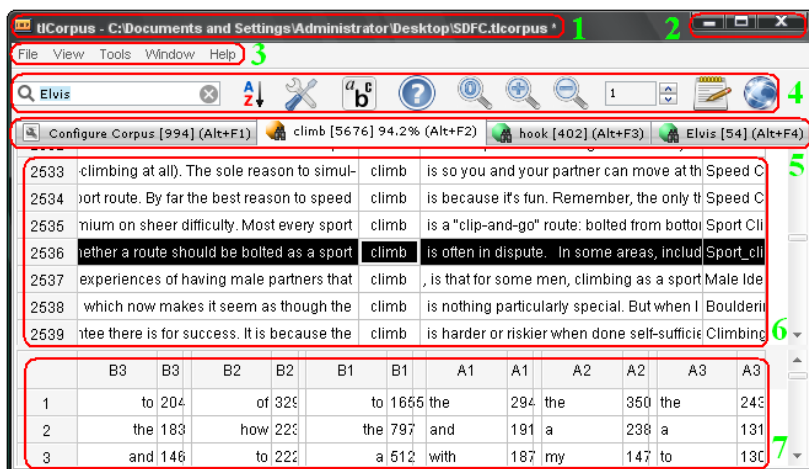 tlCorpus - C:\Documents and Settings\Administrator\Desktop\SDFC.tlcorpus * 1 2
File View Tools Window Help 3
Elvis A Z a b c ? 1 4
Configure Corpus [994] (Alt+F1) climb [5676] 94.2% (Alt+F2) hook [402] (Alt+F3) Elvis [54] (Alt+F4)
5
2533 -climbing at all). The sole reason to simul- climb is so you and your partner can move at th Speed C
2534 ort route. By far the best reason to speed climb is because it's fun. Remember, the only th Speed C
2535 mium on sheer difficulty. Most every sport climb is a "clip-and-go" route: bolted from bottor Sport Cli
2536 hether a route should be bolted as a sport climb is often in dispute. In some areas, includ Sport_cli
2537 experiences of having male partners that climb , is that for some men, climbing as a sport Male Ide
2538 which now makes it seem as though the climb is nothing particularly special. But when I Boulderi
2539 ntee there is for success. It is because the climb is harder or riskier when done self-sufficie Climbing
6
B3 B3 B2 B2 B1 B1 A1 A1 A2 A2 A3 A3
1 to 204 of 329 to 1655 the 294 the 350 the 243
2 the 183 how 223 the 797 and 191 a 238 a 131
3 and 146 to 222 a 512 with 187 my 147 to 130
7